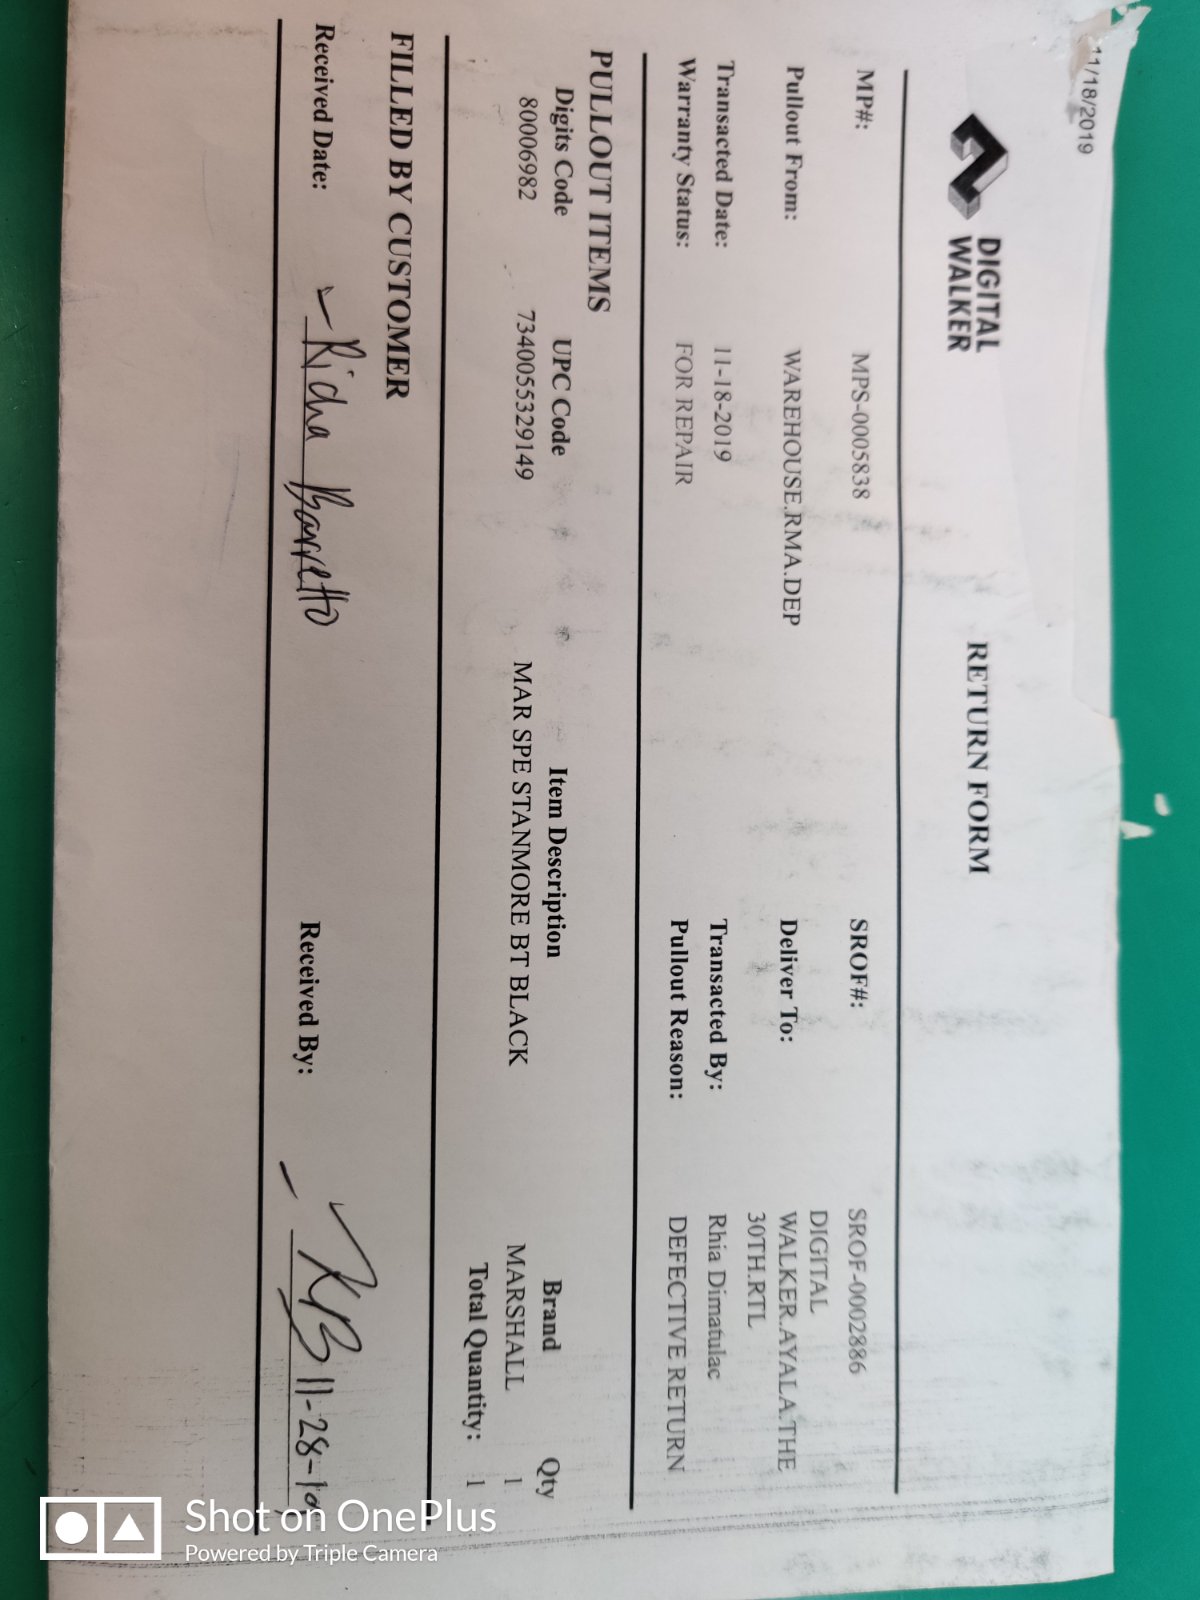 11/18/2019
DIGITAL
WALKER
RETURN FORM
MP#: MPS-0005838 SROF#: SROF-0002886
Pullout From: WAREHOUSE.RMA.DEP Deliver To: DIGITAL
WALKER.AYALA.THE
30TH.RTL
Transacted Date: 11-18-2019 Transacted By: Rhia Dimatulac
Warranty Status: FOR REPAIR Pullout Reason: DEFECTIVE RETURN
PULLOUT ITEMS
Digits Code UPC Code Item Description Brand Qty
80006982 7340055329149 MAR SPE STANMORE BT BLACK MARSHALL 1
Total Quantity: 1
FILLED BY CUSTOMER
Received Date: Richa Barretto Received By: 11-28-19
Shot on OnePlus
Powered by Triple Camera